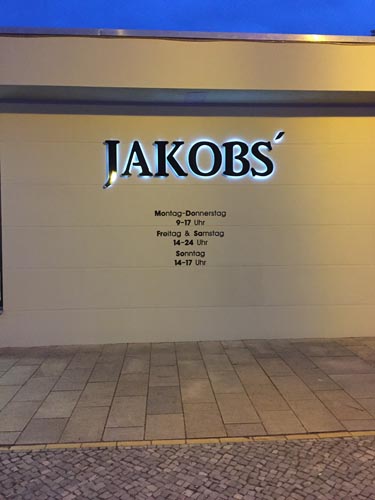 JAKOBS´
Montag-Donnerstag
9-17 Uhr
Freitag & Samstag
14-24 Uhr
Sonntag
14-17 Uhr